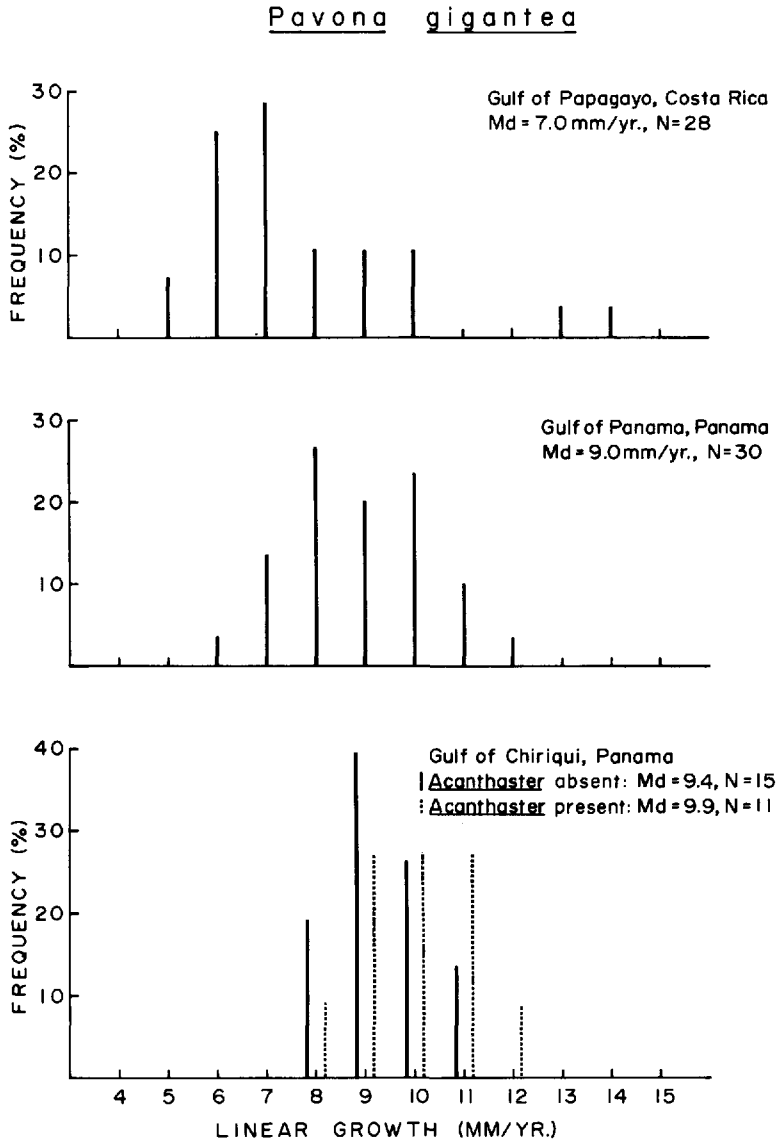 Pavona gigantea
30
20
10
FREQUENCY (%)
Gulf of Papagayo, Costa Rica
Md = 7.0 mm/yr., N=28
30
20
10
Gulf of Panama, Panama
Md = 9.0mm/yr., N=30
40
30
20
10
FREQUENCY (%)
Gulf of Chiriqui, Panama
Acanthaster absent: Md=9.4, N=15
Acanthaster present: Md=9.9, N=11
4 5 6 7 8 9 10 11 12 13 14 15
LINEAR GROWTH (MM/YR.)